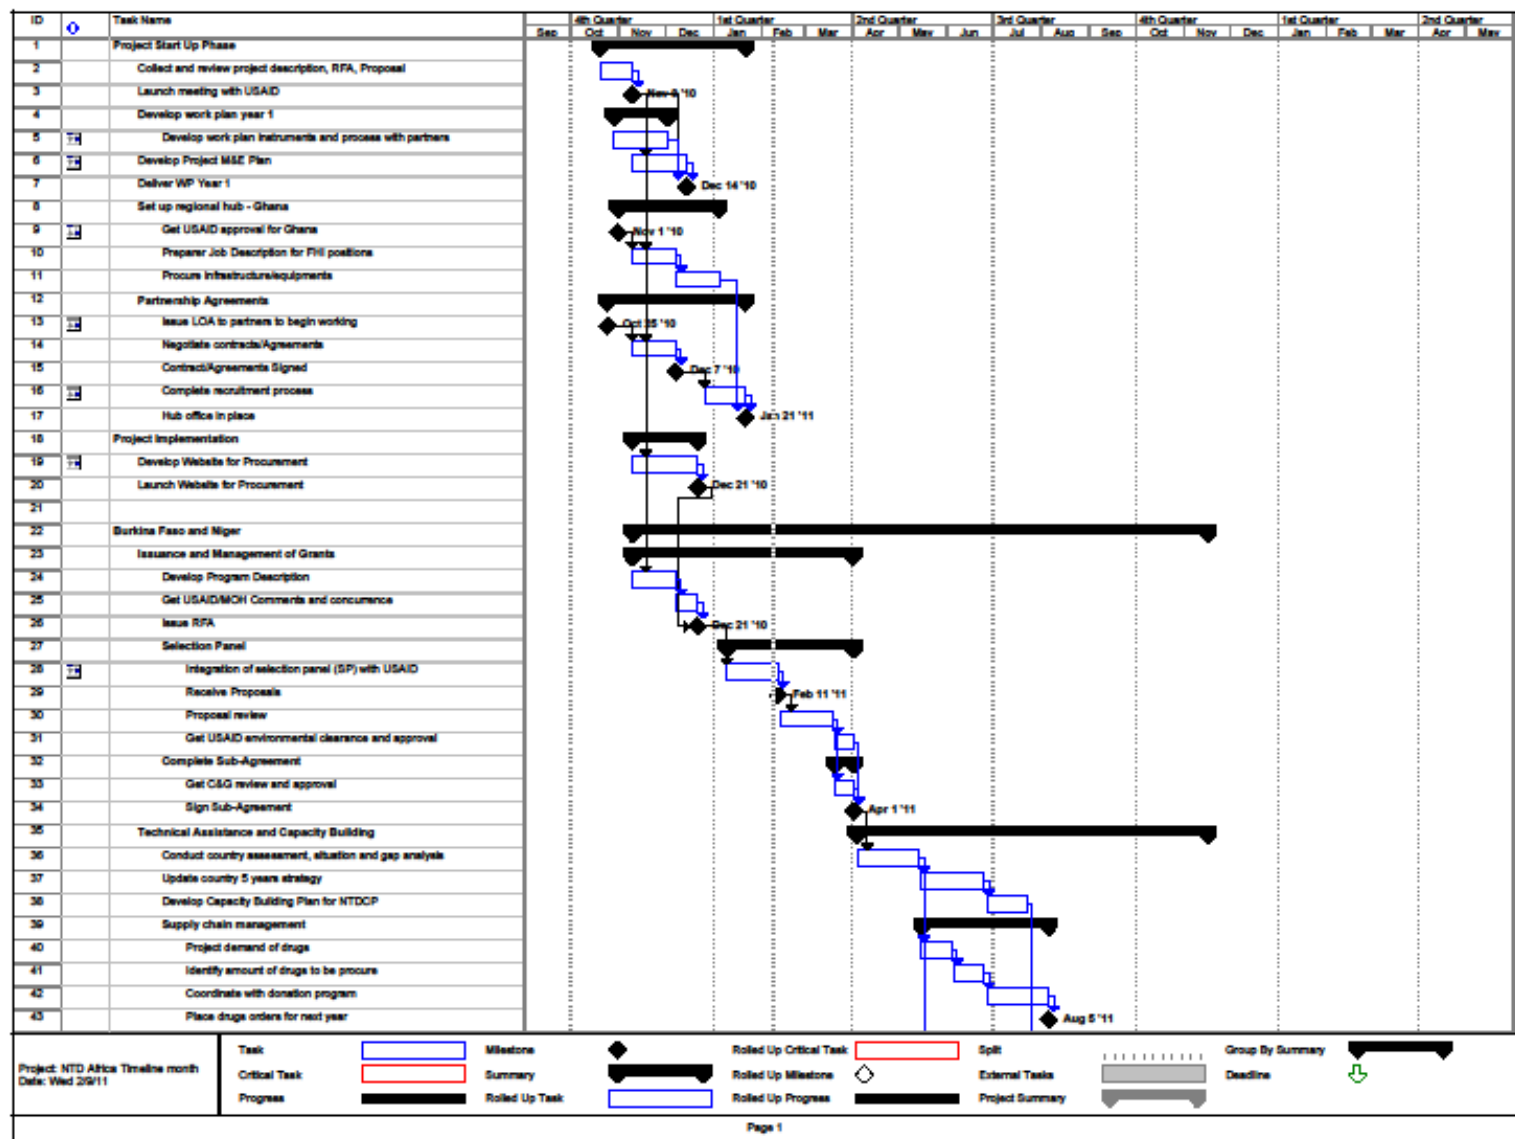 ID Task Name 4th Quarter 1st Quarter 2nd Quarter 3rd Quarter 4th Quarter 1st Quarter 2nd Quarter
Sep Oct Nov Dec Jan Feb Mar Apr May Jun Jul Aug Sep Oct Nov Dec Jan Feb Mar Apr May
1 Project Start Up Phase
2 Collect and review project description, RFA, Proposal
3 Launch meeting with USAID Nov '10
4 Develop work plan year 1
5 Develop work plan instruments and process with partners
6 Develop Project M&E Plan
7 Deliver WP Year 1 Dec 14 '10
8 Set up regional hub - Ghana
9 Get USAID approval for Ghana Nov 1 '10
10 Preparer Job Description for FHI positions
11 Procure Infrastructure/equipments
12 Partnership Agreements
13 Issue LOA to partners to begin working Oct 25 '10
14 Negotiate contracts/Agreements
15 Contract/Agreements Signed Dec 7 '10
16 Complete recruitment process
17 Hub office in place Jan 21 '11
18 Project Implementation
19 Develop Website for Procurement
20 Launch Website for Procurement Dec 21 '10
21
22 Burkina Faso and Niger
23 Issuance and Management of Grants
24 Develop Program Description
25 Get USAID/MOH Comments and concurrence
26 Issue RFA Dec 21 '10
27 Selection Panel
28 Integration of selection panel (SP) with USAID
29 Receive Proposals Feb 11 '11
30 Proposal review
31 Get USAID environmental clearance and approval
32 Complete Sub-Agreement
33 Get C&G review and approval
34 Sign Sub-Agreement Apr 1 '11
35 Technical Assistance and Capacity Building
36 Conduct country assessment, situation and gap analysis
37 Update country 5 years strategy
38 Develop Capacity Building Plan for NTDCP
39 Supply chain management
40 Project demand of drugs
41 Identify amount of drugs to be procure
42 Coordinate with donation program
43 Place drugs orders for next year Aug 5 '11
Project: NTD Africa Timeline month
Date: Wed 2/9/11
Task Milestone Rolled Up Critical Task Split Group By Summary
Critical Task Summary Rolled Up Milestone External Tasks Deadline
Progress Rolled Up Task Rolled Up Progress Project Summary
Page 1